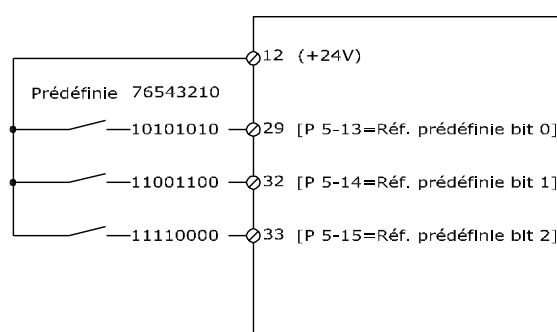 12 (+24V)
Prédéfinie 76543210
10101010 29 [P 5-13=Réf. prédéfinie bit 0]
11001100 32 [P 5-14=Réf. prédéfinie bit 1]
11110000 33 [P 5-15=Réf. prédéfinie bit 2]